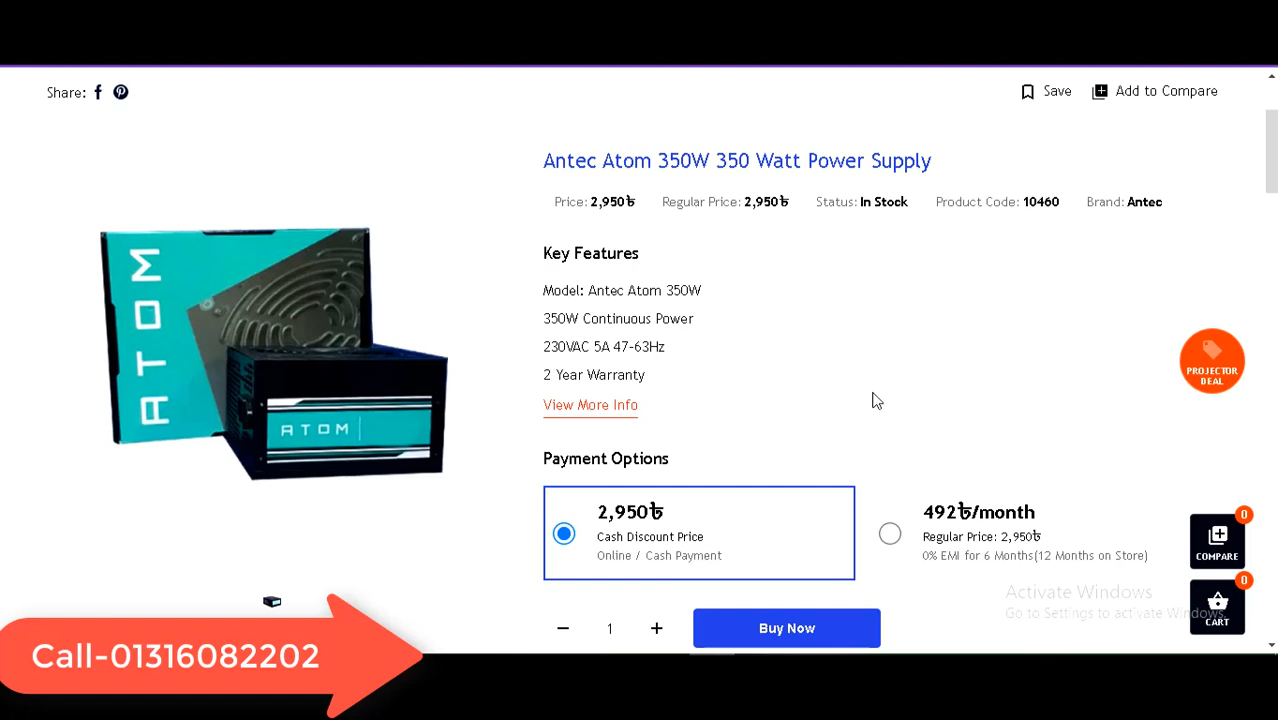 Share:
Save
Add to Compare
Antec Atom 350W 350 Watt Power Supply
Price: 2,950৳ Regular Price: 2,950৳ Status: In Stock Product Code: 10460 Brand: Antec
Key Features
Model: Antec Atom 350W
350W Continuous Power
230VAC 5A 47-63Hz
2 Year Warranty
View More Info
ATOM
ATOM
PROJECTOR
DEAL
Payment Options
2,950৳
Cash Discount Price
Online / Cash Payment
492৳/month
Regular Price: 2,950৳
0% EMI for 6 Months(12 Months on Store)
0
COMPARE
0
CART
Activate Windows
Go to Settings to activate Windows.
1
Buy Now
Call-01316082202